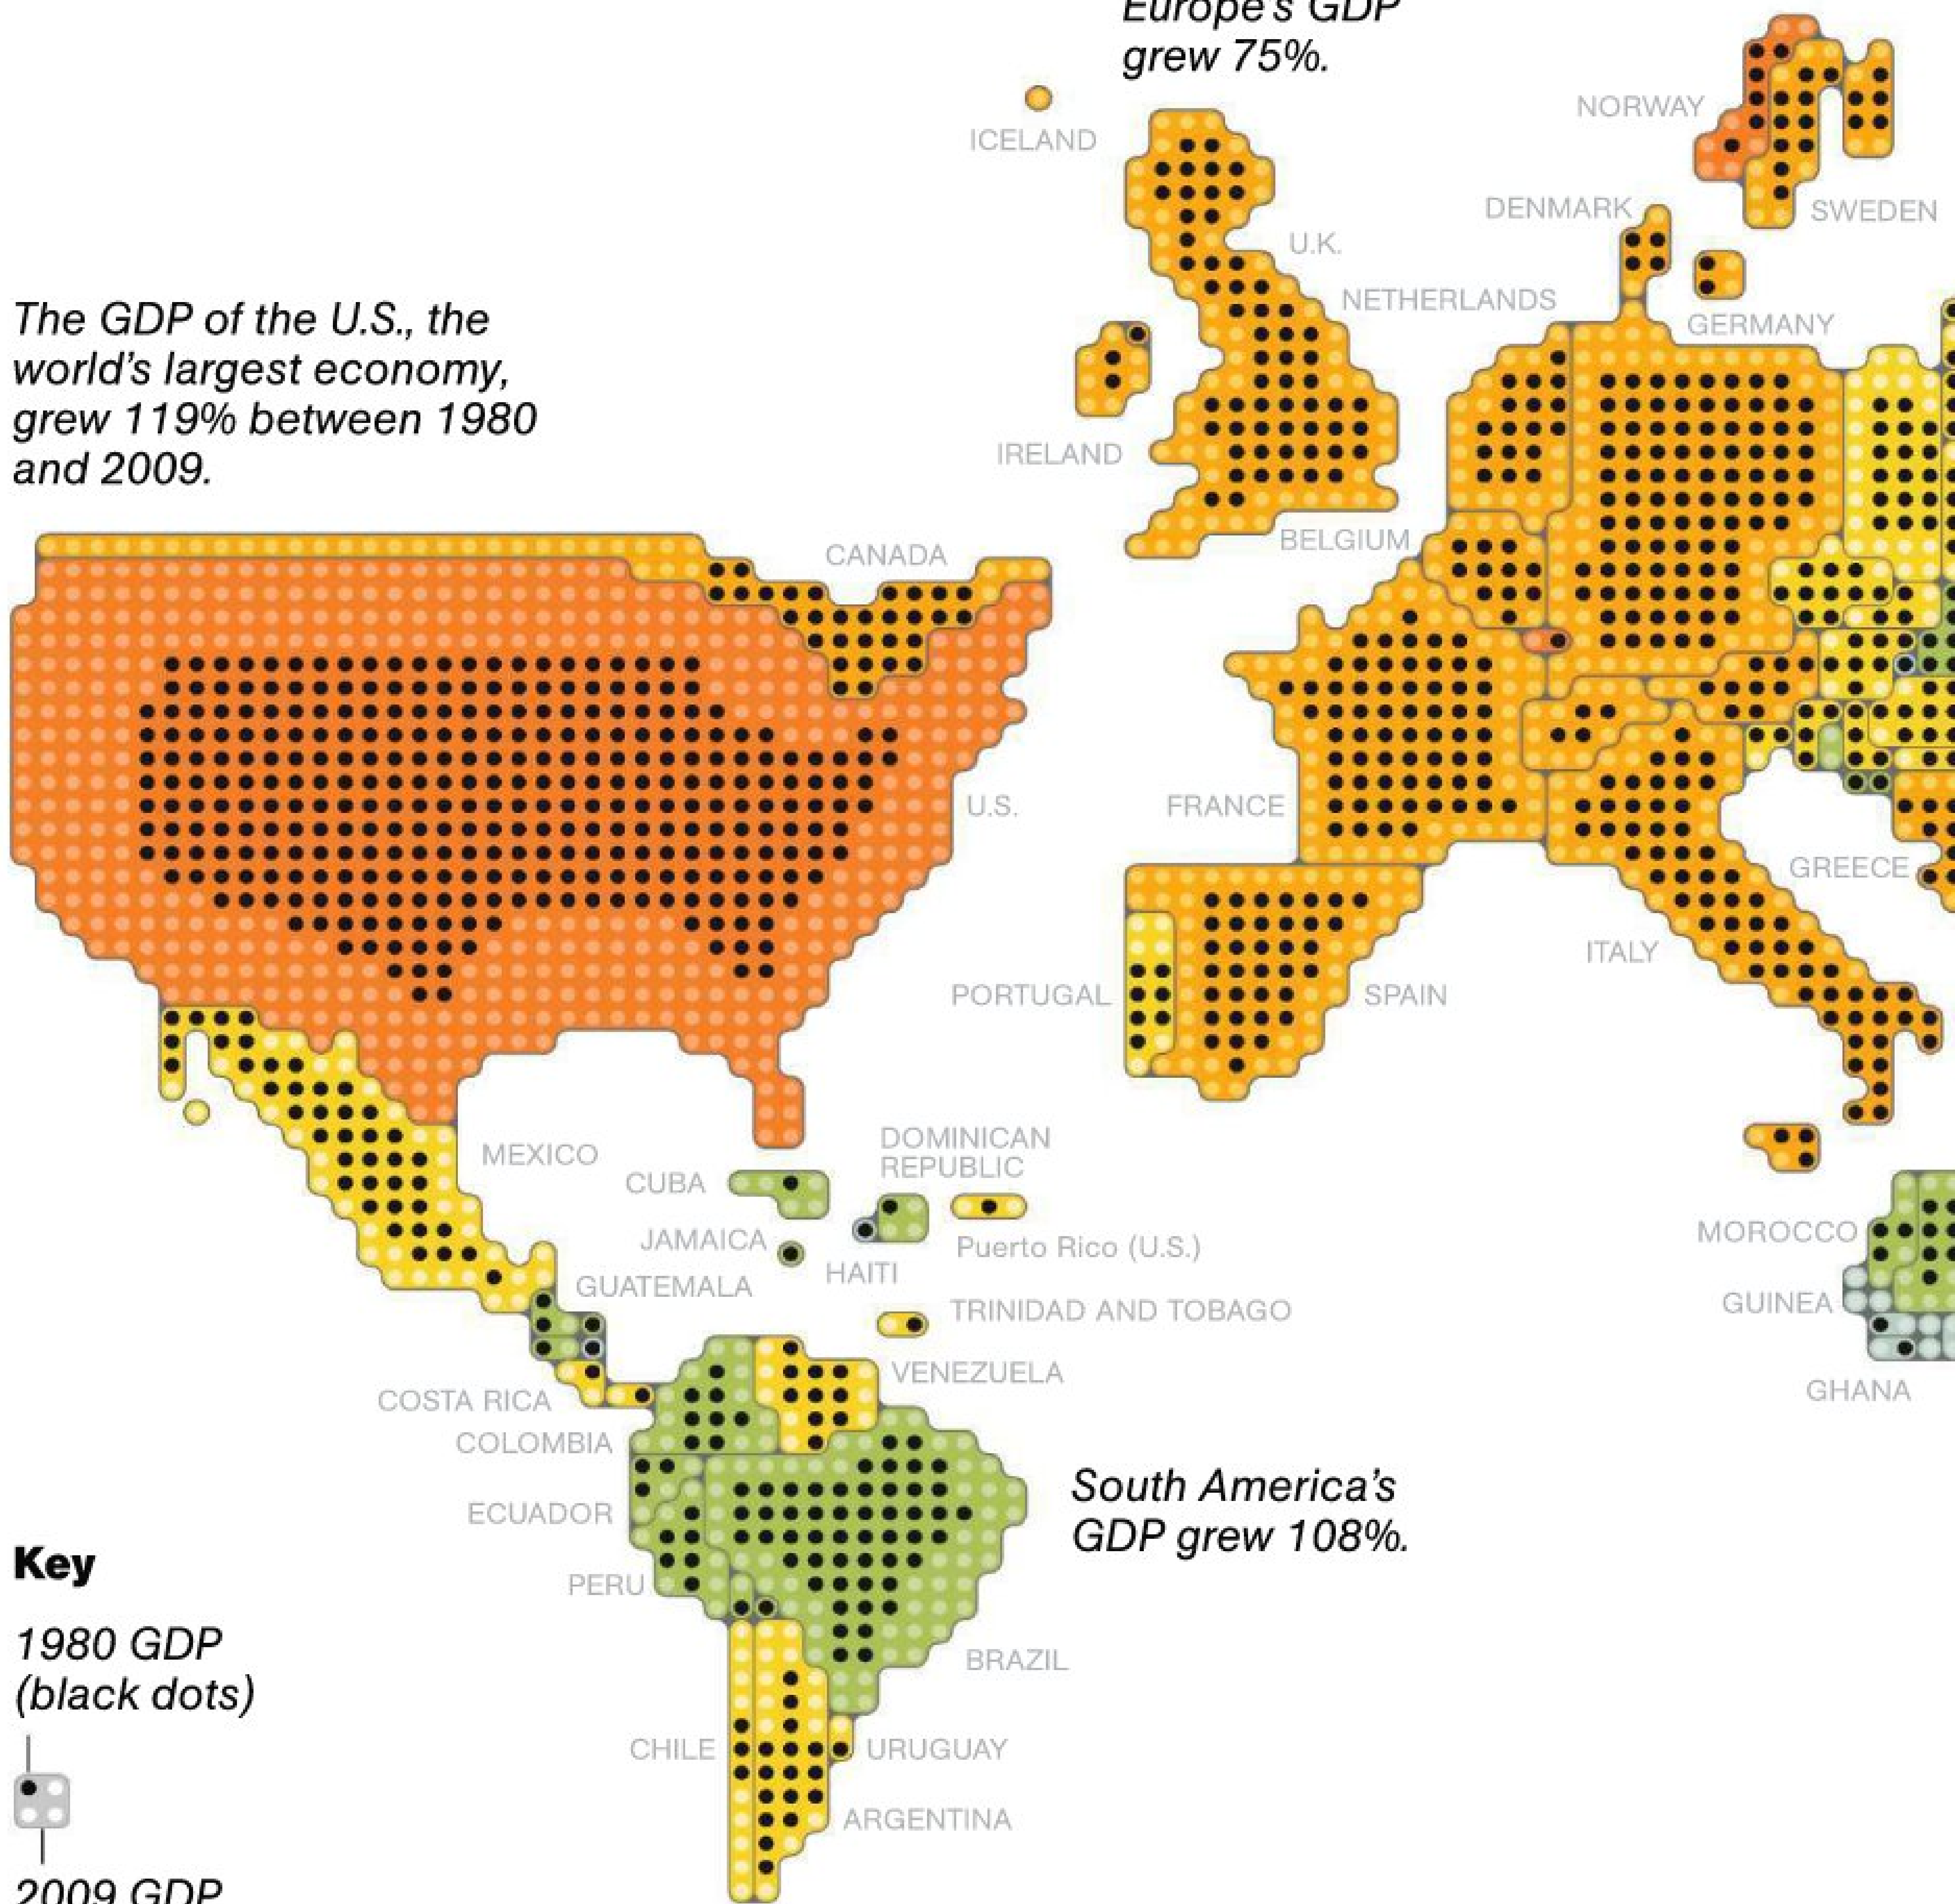 Europe's GDP
grew 75%.
ICELAND
NORWAY
DENMARK
SWEDEN
U.K.
NETHERLANDS
GERMANY
The GDP of the U.S., the
world's largest economy,
grew 119% between 1980
and 2009.
IRELAND
BELGIUM
CANADA
U.S.
FRANCE
GREECE
ITALY
PORTUGAL
SPAIN
MEXICO
DOMINICAN
REPUBLIC
CUBA
JAMAICA
HAITI
Puerto Rico (U.S.)
MOROCCO
GUATEMALA
TRINIDAD AND TOBAGO
GUINEA
VENEZUELA
GHANA
COSTA RICA
COLOMBIA
South America's
GDP grew 108%.
ECUADOR
PERU
BRAZIL
CHILE
URUGUAY
ARGENTINA
Key
1980 GDP
(black dots)
2009 GDP